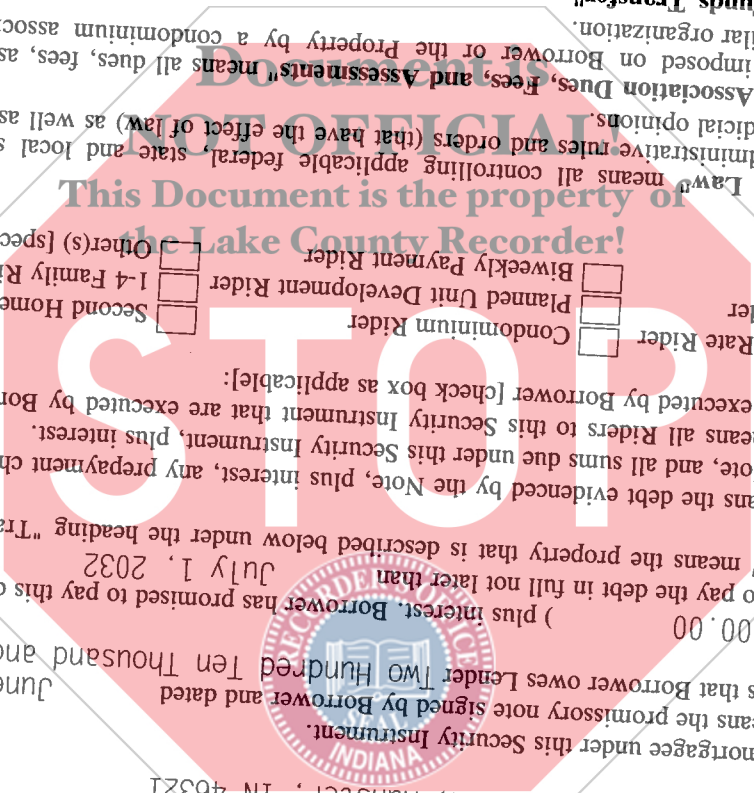 Document is
NOT OFFICIAL!
This Document is the property of
the Lake County Recorder!
STOP
RECORDER'S OFFICE
SEAL
INDIANA
, IN 46321
mortgagee under this Security Instrument.
eans the promissory note signed by Borrower and dated June
s that Borrower owes Lender Two Hundred Ten Thousand and
00.00 ) plus interest. Borrower has promised to pay this
o pay the debt in full not later than July 1, 2032
means the property that is described below under the heading "Tra
ans the debt evidenced by the Note, plus interest, any prepayment ch
ote, and all sums due under this Security Instrument, plus interest.
eans all Riders to this Security Instrument that are executed by Bor
executed by Borrower [check box as applicable]:
Rate Rider Condominium Rider Second Home
der Planned Unit Development Rider 1-4 Family Ri
Biweekly Payment Rider Other(s) [spec
Law" means all controlling applicable federal, state and local s
dministrative rules and orders (that have the effect of law) as well as
dicial opinions.
Association Dues, Fees, and Assessments" means all dues, fees, as
imposed on Borrower or the Property by a condominium assoc
ilar organization.
unds Transfer"